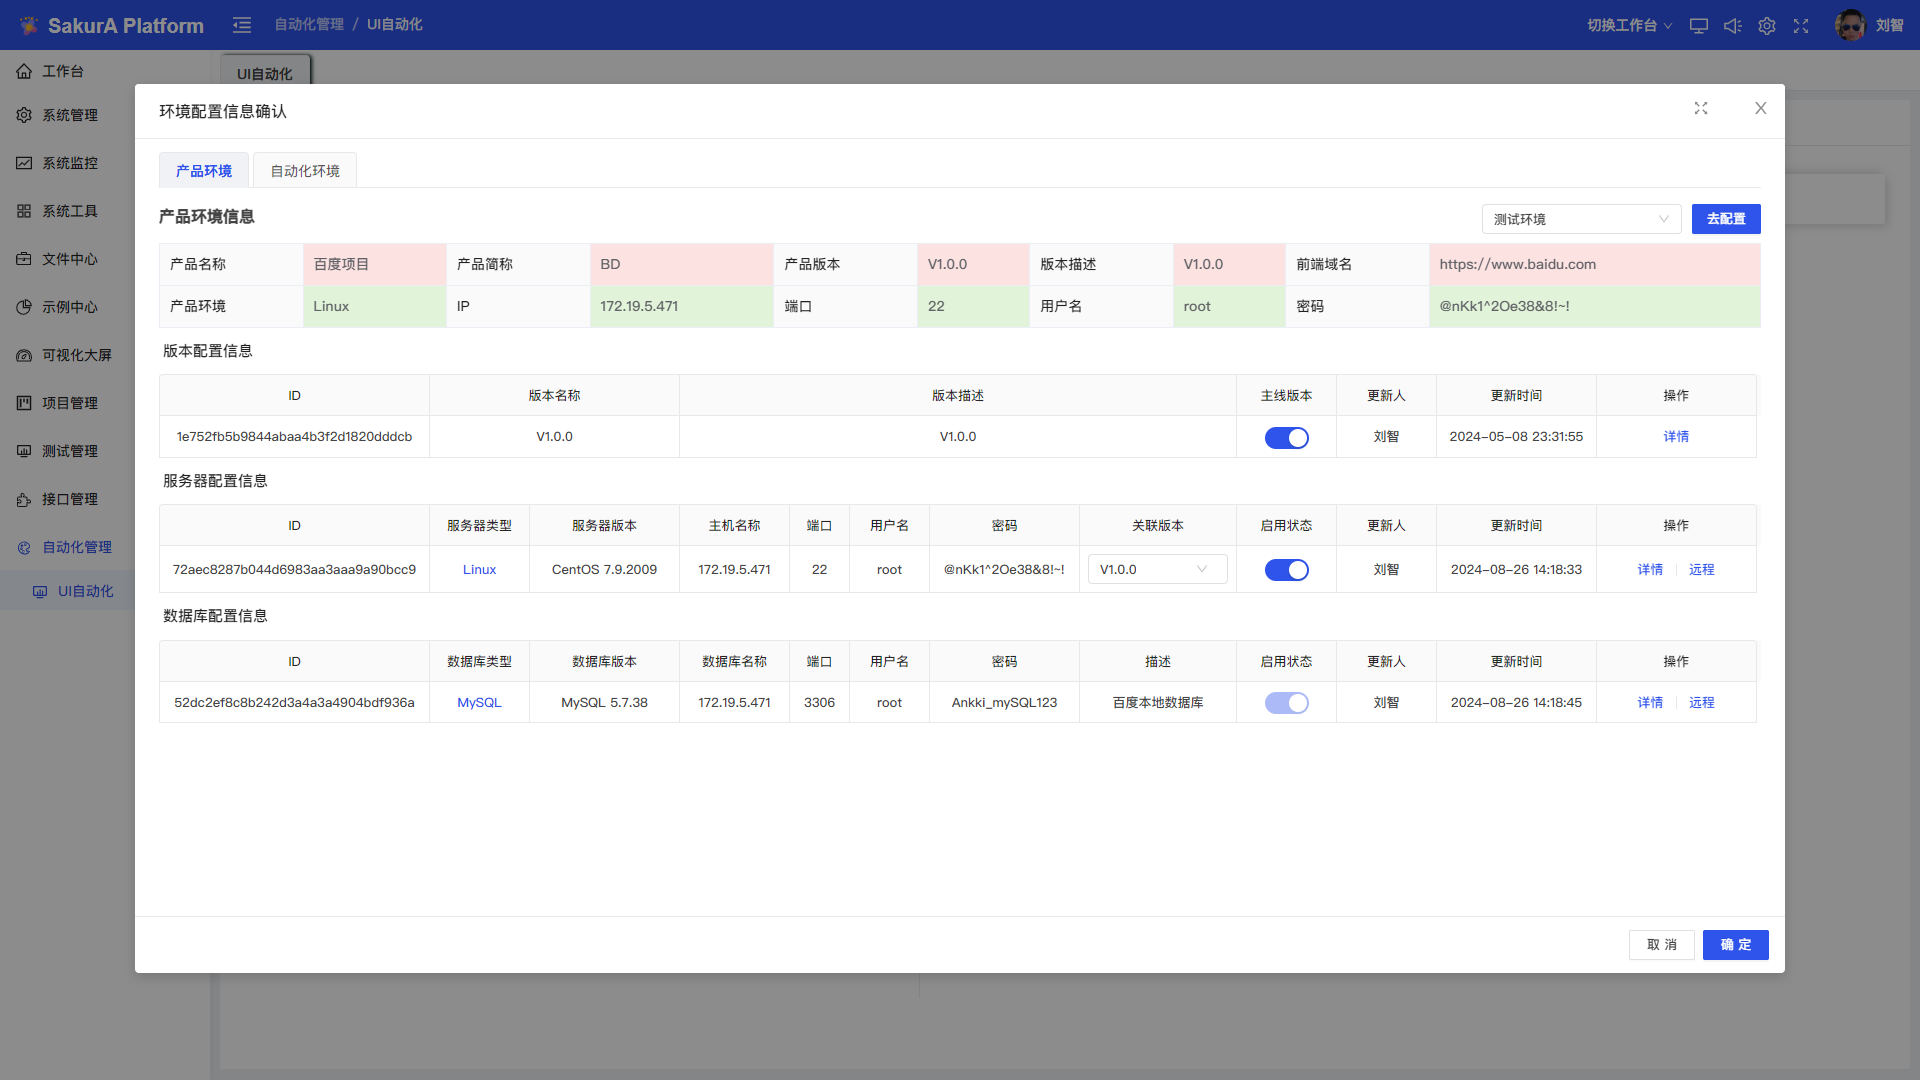 SakurA Platform
自动化管理 / UI自动化
切换工作台
刘智
工作台
系统管理
系统监控
系统工具
文件中心
示例中心
可视化大屏
项目管理
测试管理
接口管理
自动化管理
UI自动化
UI自动化
环境配置信息确认
产品环境 自动化环境
产品环境信息
测试环境 去配置
产品名称 百度项目 产品简称 BD 产品版本 V1.0.0 版本描述 V1.0.0 前端域名 https://www.baidu.com
产品环境 Linux IP 172.19.5.471 端口 22 用户名 root 密码 @nKk1^2Oe38&8!~!
版本配置信息
ID 版本名称 版本描述 主线版本 更新人 更新时间 操作
1e752fb5b9844abaa4b3f2d1820dddcb V1.0.0 V1.0.0 刘智 2024-05-08 23:31:55 详情
服务器配置信息
ID 服务器类型 服务器版本 主机名称 端口 用户名 密码 关联版本 启用状态 更新人 更新时间 操作
72aec8287b044d6983aa3aaa9a90bcc9 Linux CentOS 7.9.2009 172.19.5.471 22 root @nKk1^2Oe38&8!~! V1.0.0 刘智 2024-08-26 14:18:33 详情 远程
数据库配置信息
ID 数据库类型 数据库版本 数据库名称 端口 用户名 密码 描述 启用状态 更新人 更新时间 操作
52dc2ef8c8b242d3a4a3a4904bdf936a MySQL MySQL 5.7.38 172.19.5.471 3306 root Ankki_mySQL123 百度本地数据库 刘智 2024-08-26 14:18:45 详情 远程
取 消 确 定